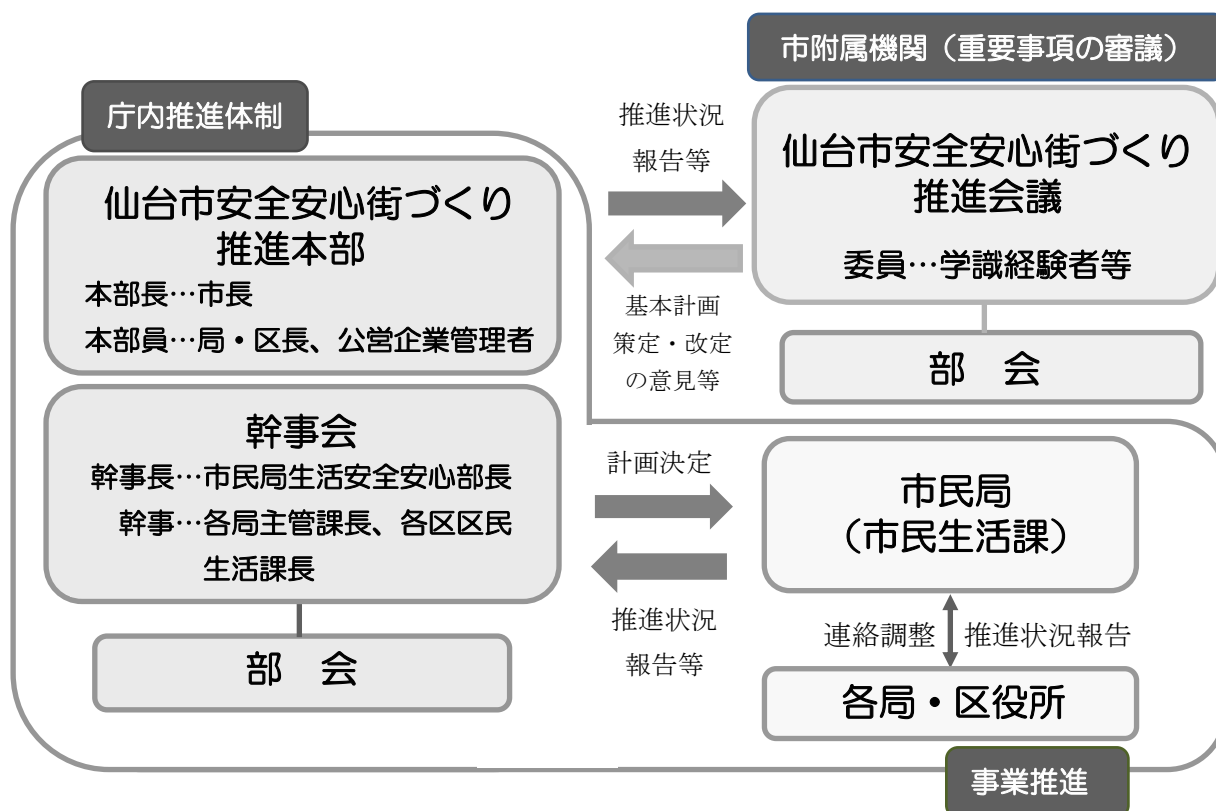 市附属機関（重要事項の審議）
仙台市安全安心街づくり
推進会議
委員…学識経験者等
部　会
庁内推進体制
仙台市安全安心街づくり
推進本部
本部長…市長
本部員…局・区長、公営企業管理者
推進状況
報告等
基本計画
策定・改定
の意見等
幹事会
幹事長…市民局生活安全安心部長
幹事…各局主管課長、各区区民
生活課長
部　会
計画決定
推進状況
報告等
市民局
（市民生活課）
連絡調整
推進状況報告
各局・区役所
事業推進